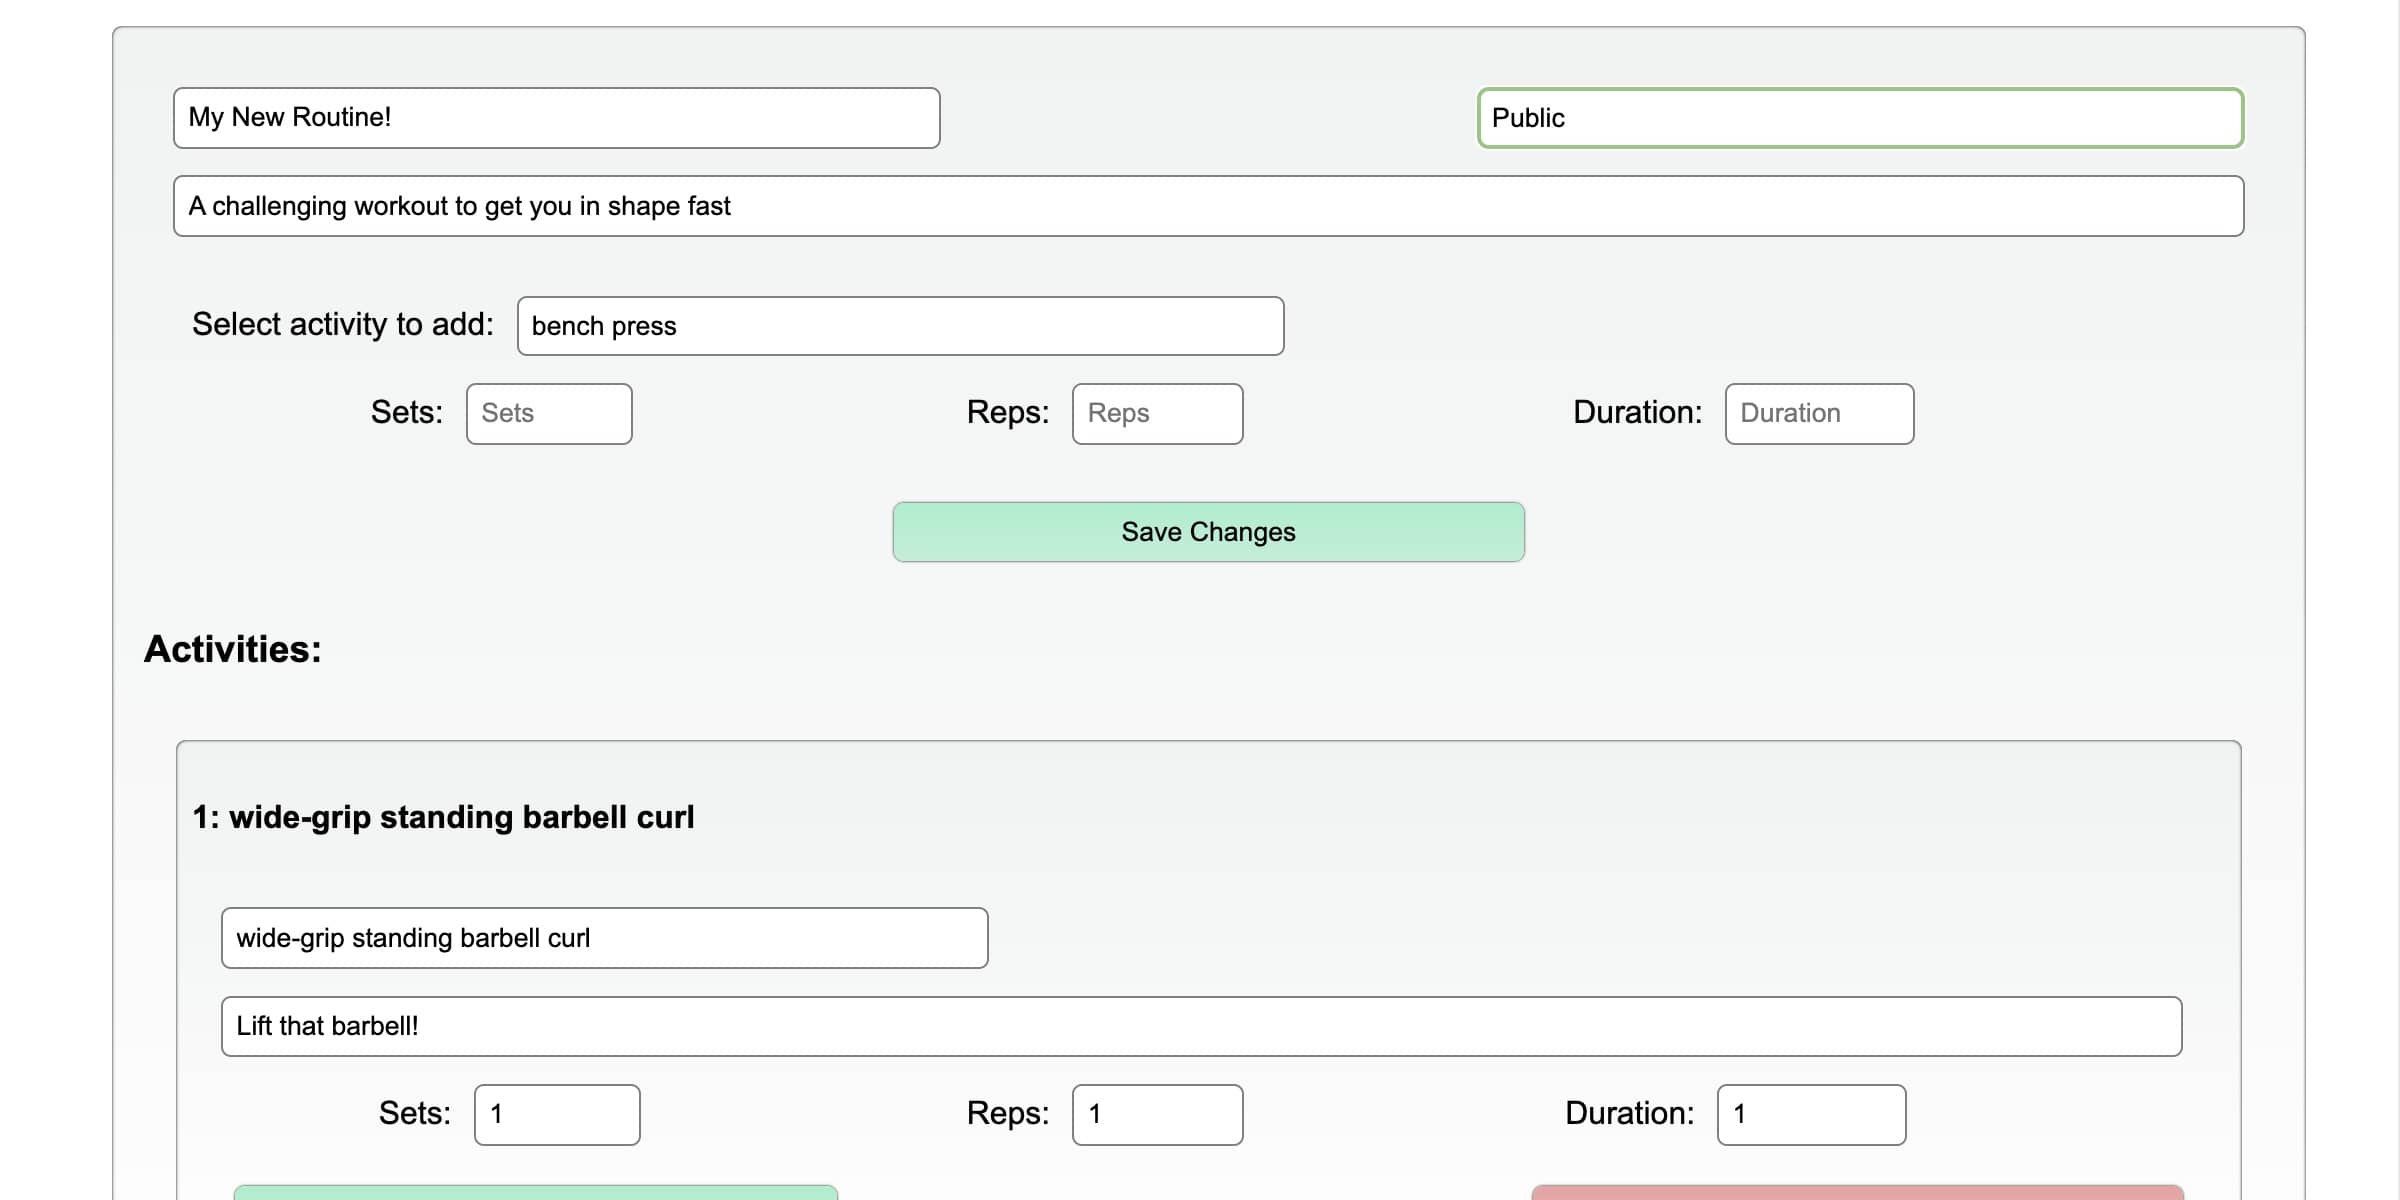 My New Routine! Public
A challenging workout to get you in shape fast
Select activity to add: bench press
Sets: Sets Reps: Reps Duration: Duration
Save Changes
Activities:
1: wide-grip standing barbell curl
wide-grip standing barbell curl
Lift that barbell!
Sets: 1 Reps: 1 Duration: 1